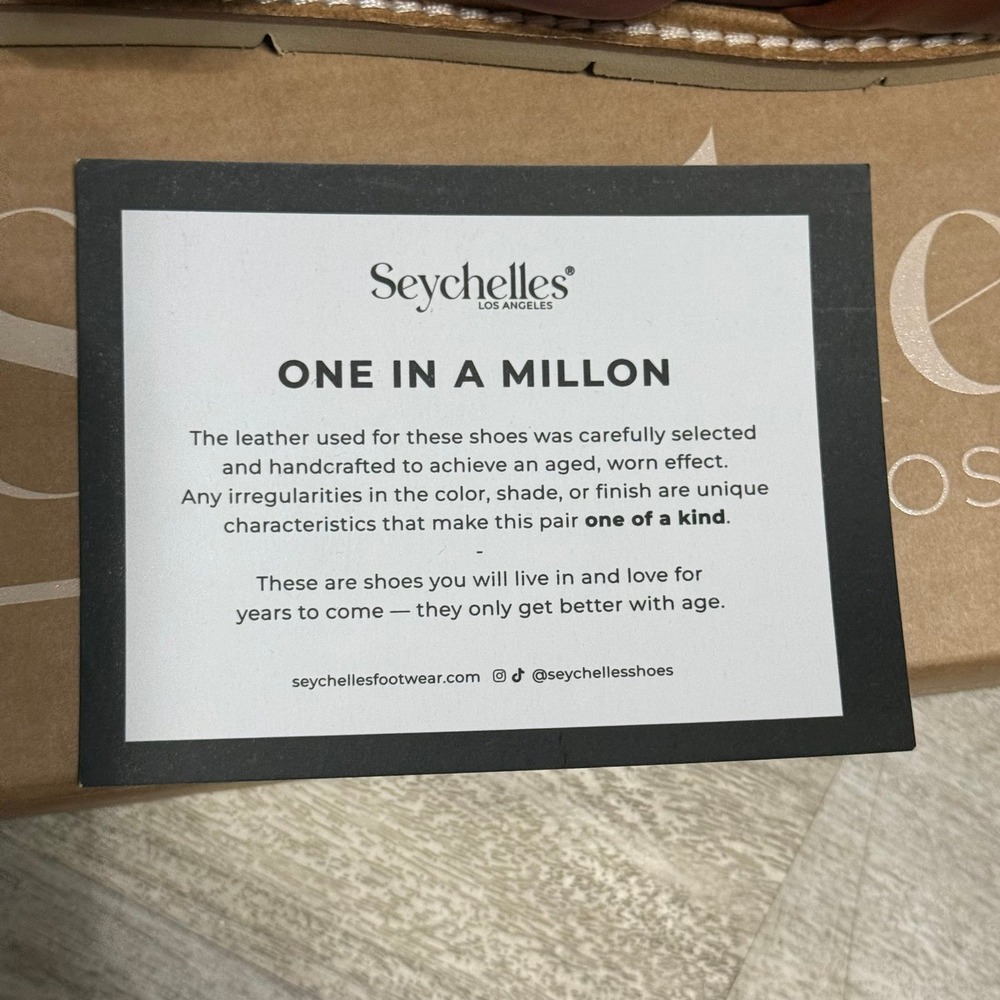 Seychelles®
LOS ANGELES
ONE IN A MILLON
The leather used for these shoes was carefully selected
and handcrafted to achieve an aged, worn effect.
Any irregularities in the color, shade, or finish are unique
characteristics that make this pair one of a kind.
-
These are shoes you will live in and love for
years to come — they only get better with age.
seychellesfootwear.com @seychellesshoes